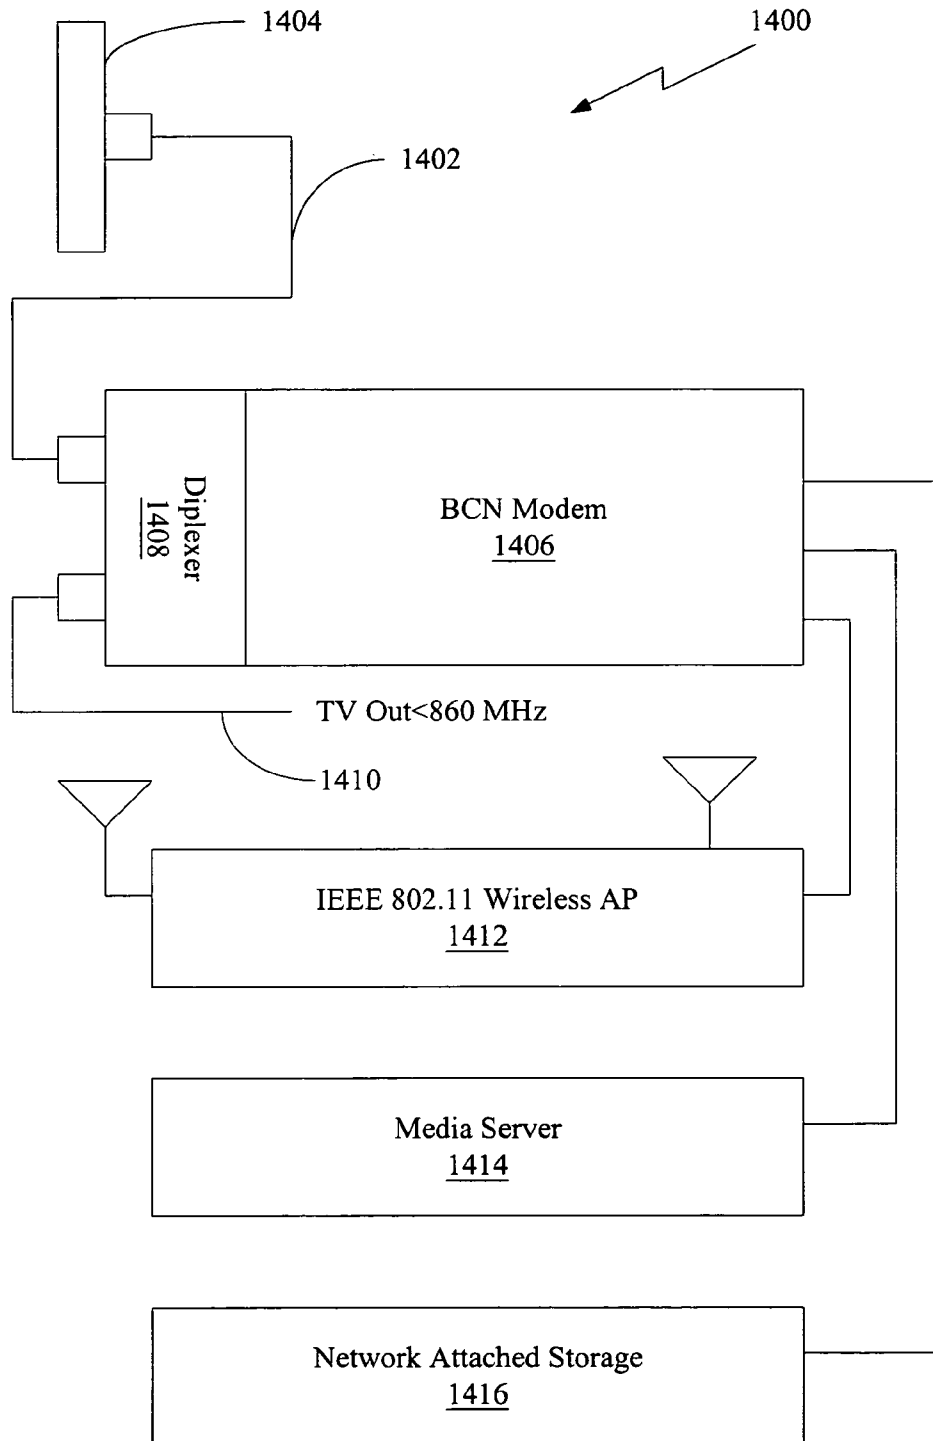 1404
1400
1402
Diplexer
1408
BCN Modem
1406
TV Out<860 MHz
1410
IEEE 802.11 Wireless AP
1412
Media Server
1414
Network Attached Storage
1416